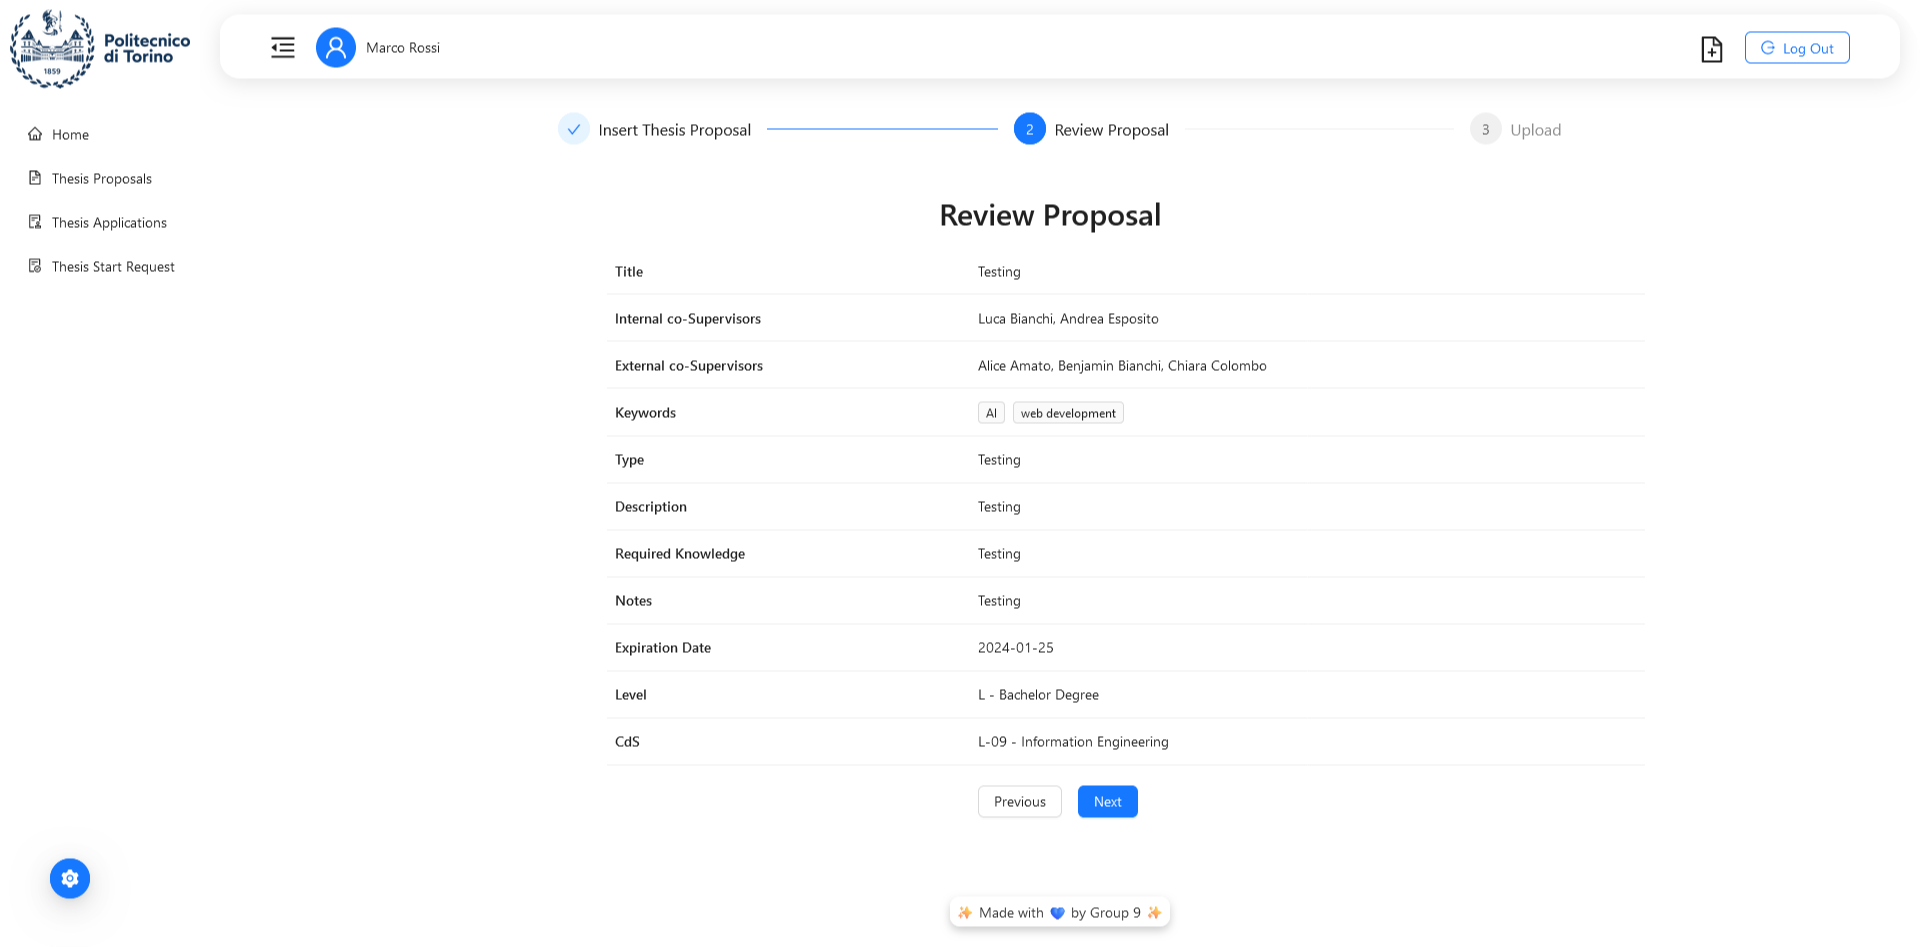 Politecnico
di Torino
1859
Marco Rossi
Log Out
Home
Thesis Proposals
Thesis Applications
Thesis Start Request
Insert Thesis Proposal
2 Review Proposal
3 Upload
Review Proposal
Title Testing
Internal co-Supervisors Luca Bianchi, Andrea Esposito
External co-Supervisors Alice Amato, Benjamin Bianchi, Chiara Colombo
Keywords AI web development
Type Testing
Description Testing
Required Knowledge Testing
Notes Testing
Expiration Date 2024-01-25
Level L - Bachelor Degree
CdS L-09 - Information Engineering
Previous Next
✨ Made with 💙 by Group 9 ✨